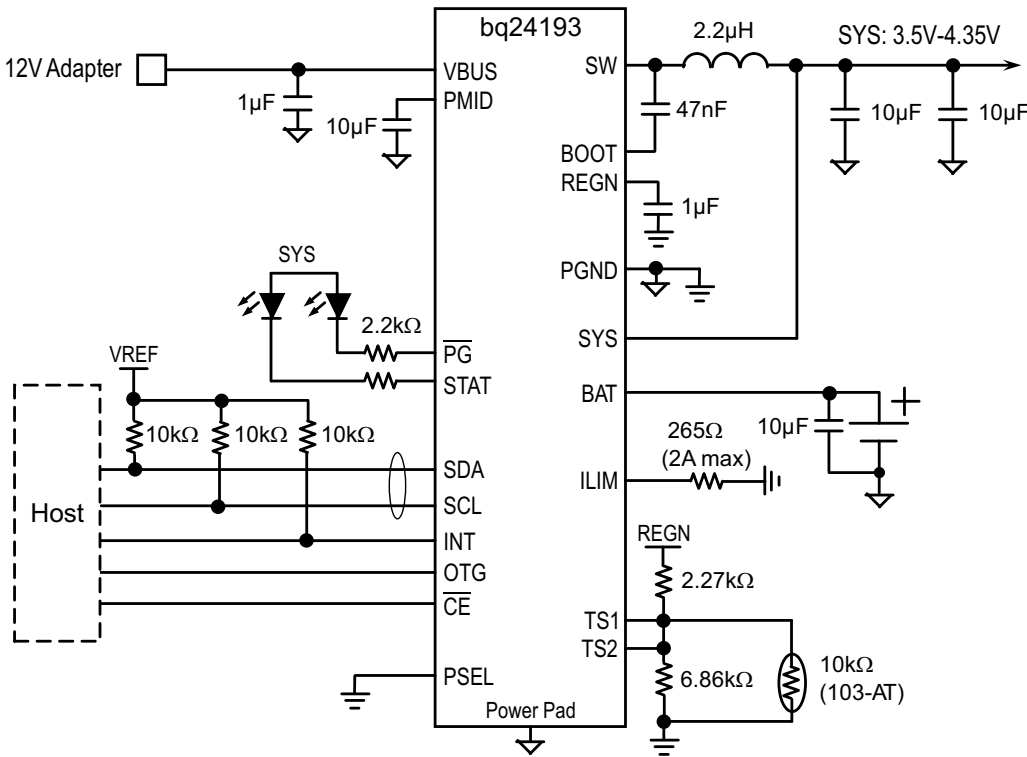 bq24193
12V Adapter
VBUS
1µF
PMID
10µF
SW
2.2µH
SYS: 3.5V-4.35V
47nF
10µF
10µF
BOOT
REGN
1µF
PGND
SYS
SYS
2.2kΩ
PG
STAT
VREF
10kΩ
10kΩ
10kΩ
Host
SDA
SCL
INT
OTG
CE
PSEL
BAT
10µF
+
265Ω
(2A max)
ILIM
REGN
2.27kΩ
TS1
TS2
6.86kΩ
10kΩ
(103-AT)
Power Pad